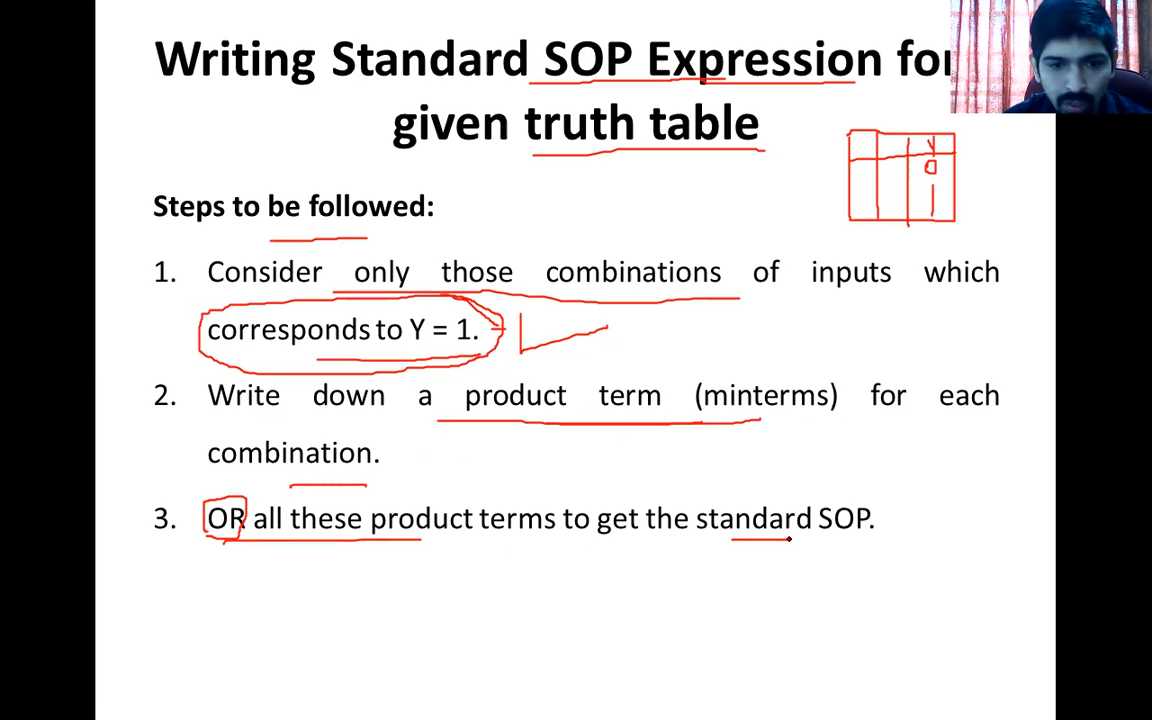 Writing Standard SOP Expression for
given truth table
Y
0
1
Steps to be followed:
1. Consider only those combinations of inputs which
corresponds to Y = 1.
2. Write down a product term (minterms) for each
combination.
3. OR all these product terms to get the standard SOP.